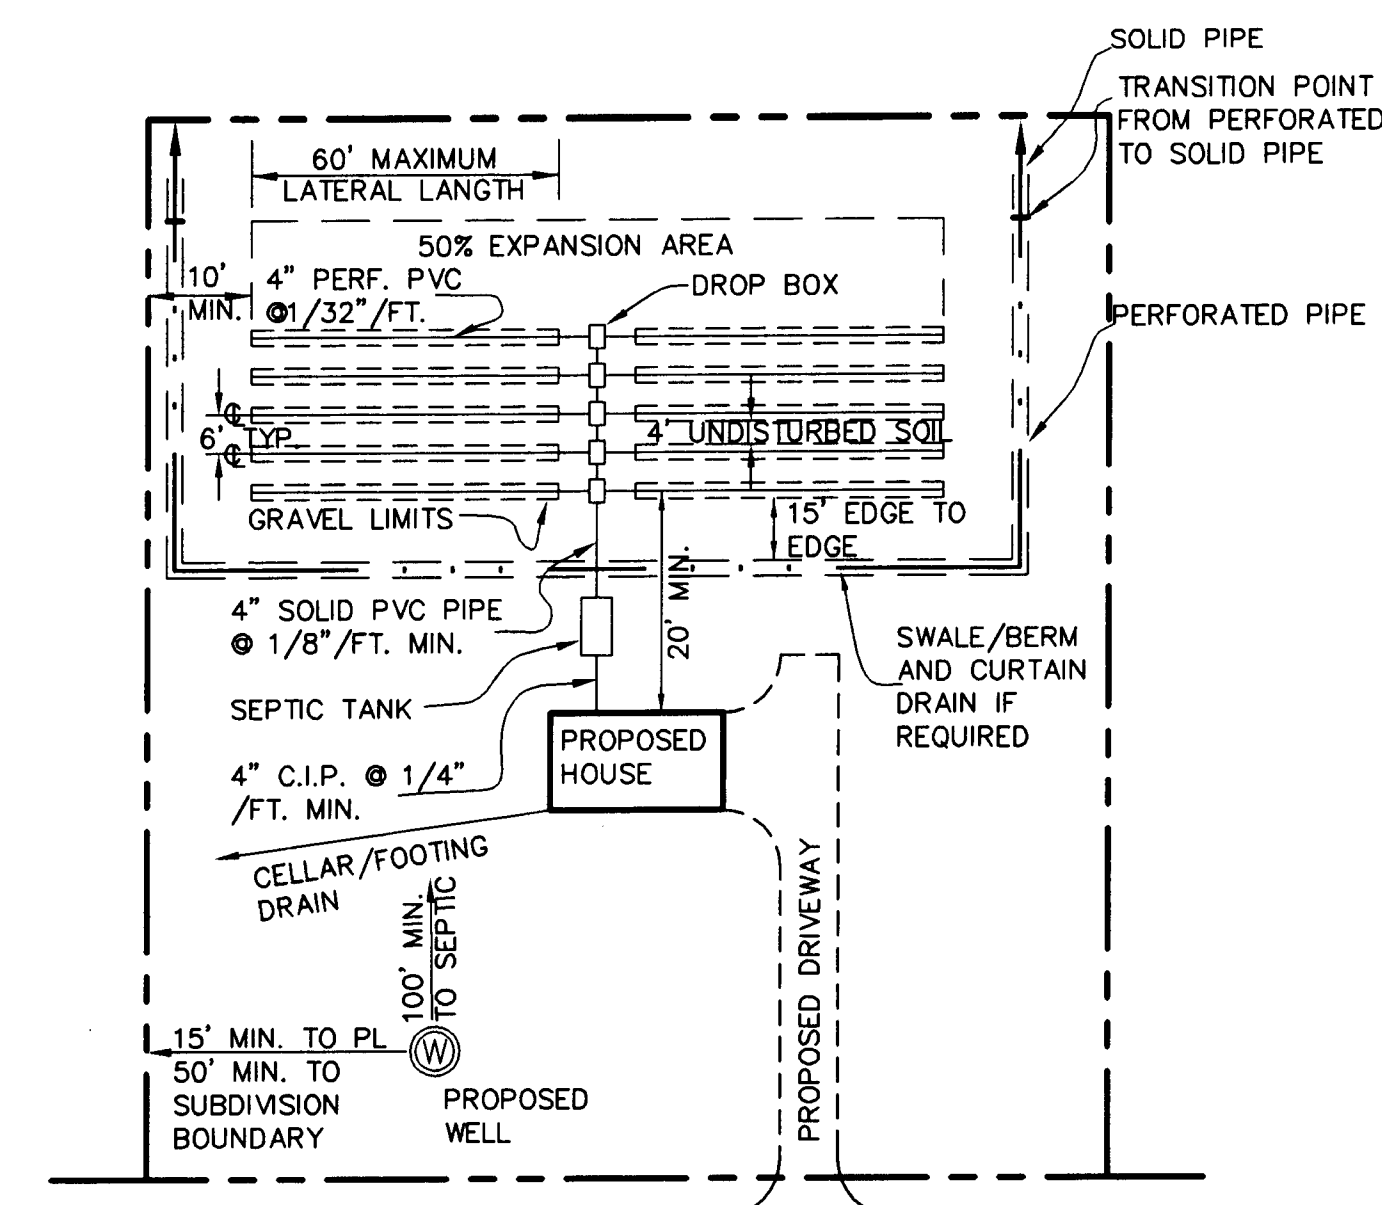 SOLID PIPE
TRANSITION POINT
FROM PERFORATED
TO SOLID PIPE
60' MAXIMUM
LATERAL LANGTH
50% EXPANSION AREA
10'
MIN.
4" PERF. PVC
@1/32"/FT.
DROP BOX
PERFORATED PIPE
6' TYP.
4' UNDISTURBED SOIL
GRAVEL LIMITS
15' EDGE TO
EDGE
20' MIN.
4" SOLID PVC PIPE
@ 1/8"/FT. MIN.
SWALE/BERM
AND CURTAIN
DRAIN IF
REQUIRED
SEPTIC TANK
PROPOSED
HOUSE
4" C.I.P. @ 1/4"
/FT. MIN.
CELLAR/FOOTING
DRAIN
100' MIN.
TO SEPTIC
PROPOSED DRIVEWAY
15' MIN. TO PL
50' MIN. TO
SUBDIVISION
BOUNDARY
W
PROPOSED
WELL